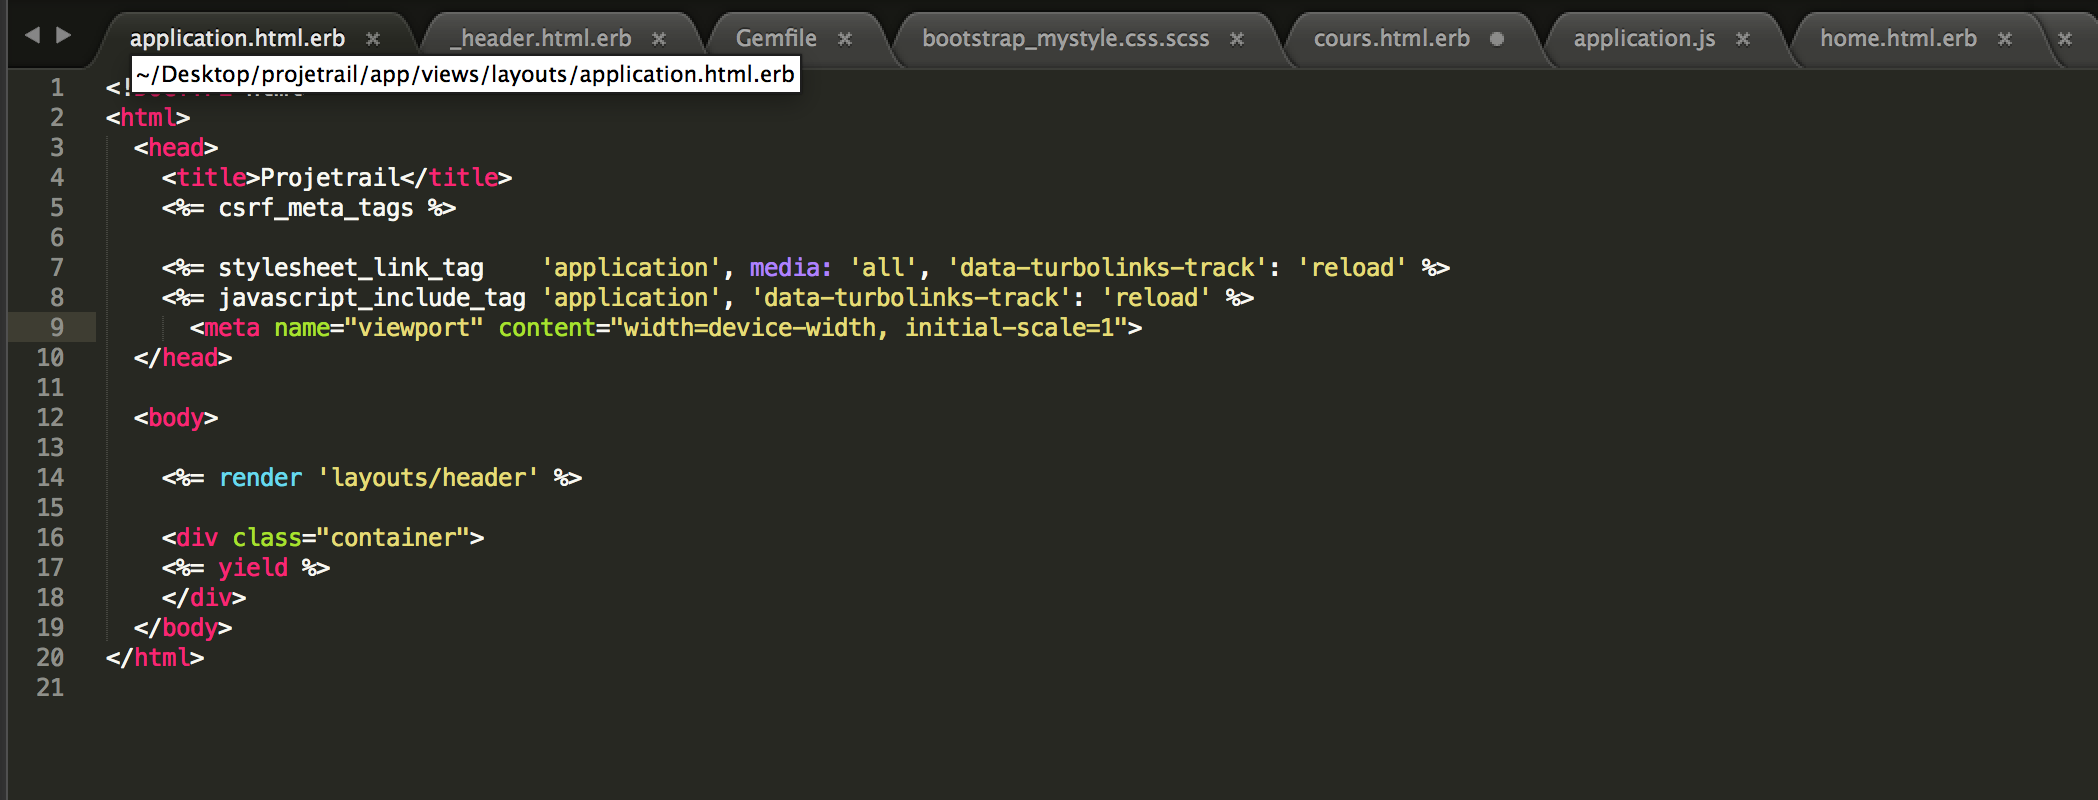 application.html.erb × _header.html.erb × Gemfile × bootstrap_mystyle.css.scss × cours.html.erb application.js × home.html.erb × ×
~/Desktop/projetrail/app/views/layouts/application.html.erb
1 <!
2 <html>
3 <head>
4 <title>Projetrail</title>
5 <%= csrf_meta_tags %>
6
7 <%= stylesheet_link_tag    'application', media: 'all', 'data-turbolinks-track': 'reload' %>
8 <%= javascript_include_tag 'application', 'data-turbolinks-track': 'reload' %>
9 <meta name="viewport" content="width=device-width, initial-scale=1">
10 </head>
11
12 <body>
13
14 <%= render 'layouts/header' %>
15
16 <div class="container">
17 <%= yield %>
18 </div>
19 </body>
20 </html>
21